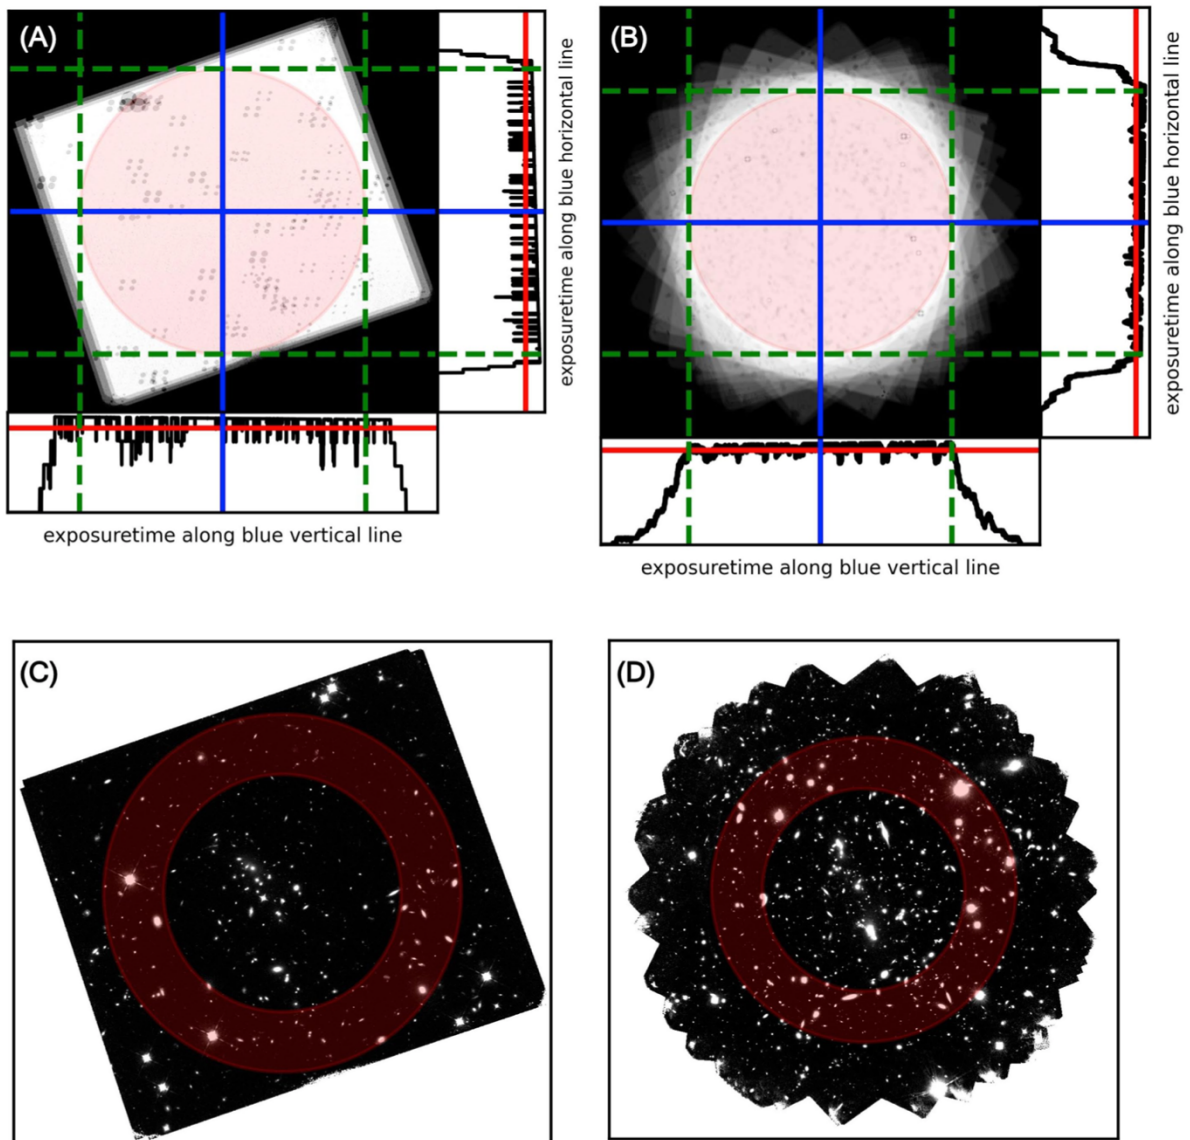 (A)
exposuretime along blue horizontal line
exposuretime along blue vertical line
(B)
exposuretime along blue horizontal line
exposuretime along blue vertical line
(C)
(D)